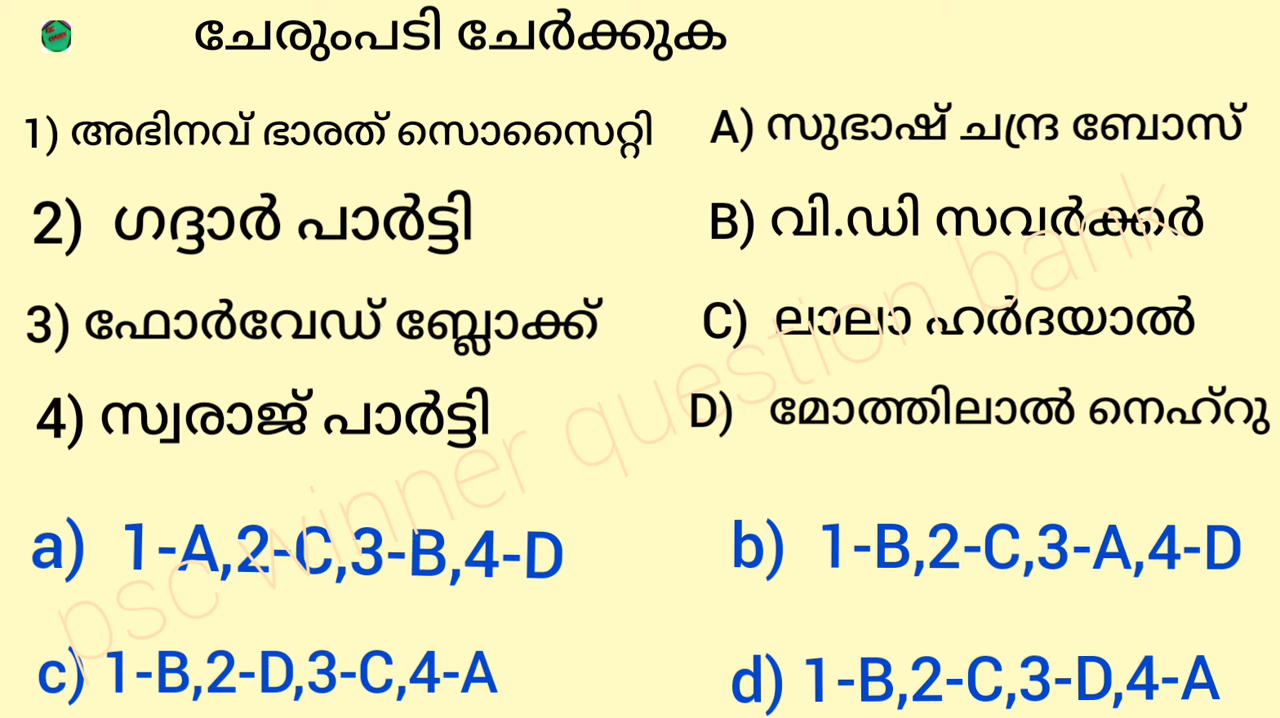 ചേരുംപടി ചേർക്കുക
1) അഭിനവ് ഭാരത് സൊസൈറ്റി
A) സുഭാഷ് ചന്ദ്ര ബോസ്
2) ഗദ്ദാർ പാർട്ടി
B) വി.ഡി സവർക്കർ
3) ഫോർവേഡ് ബ്ലോക്ക്
C) ലാലാ ഹർദയാൽ
4) സ്വരാജ് പാർട്ടി
D) മോത്തിലാൽ നെഹ്റു
a) 1-A,2-C,3-B,4-D
b) 1-B,2-C,3-A,4-D
c) 1-B,2-D,3-C,4-A
d) 1-B,2-C,3-D,4-A
psc winner question bank